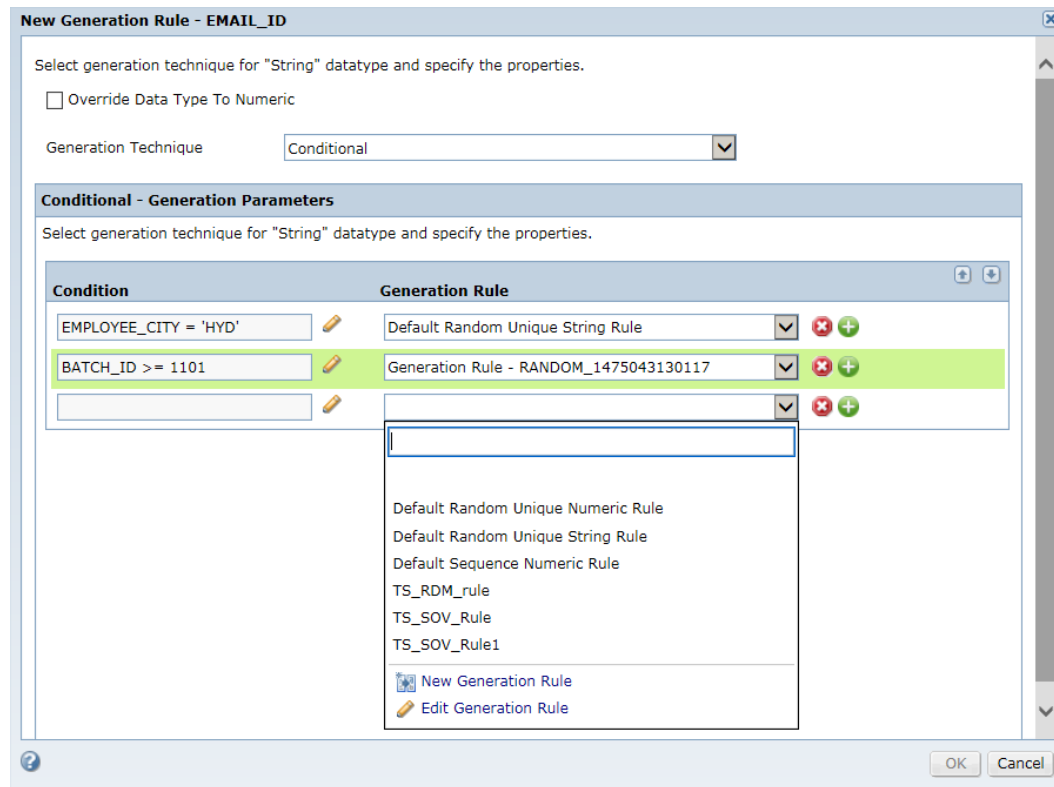 New Generation Rule - EMAIL_ID
Select generation technique for "String" datatype and specify the properties.
Override Data Type To Numeric
Generation Technique Conditional
Conditional - Generation Parameters
Select generation technique for "String" datatype and specify the properties.
Condition Generation Rule
EMPLOYEE_CITY = 'HYD' Default Random Unique String Rule
BATCH_ID >= 1101 Generation Rule - RANDOM_1475043130117
Default Random Unique Numeric Rule
Default Random Unique String Rule
Default Sequence Numeric Rule
TS_RDM_rule
TS_SOV_Rule
TS_SOV_Rule1
New Generation Rule
Edit Generation Rule
? OK Cancel